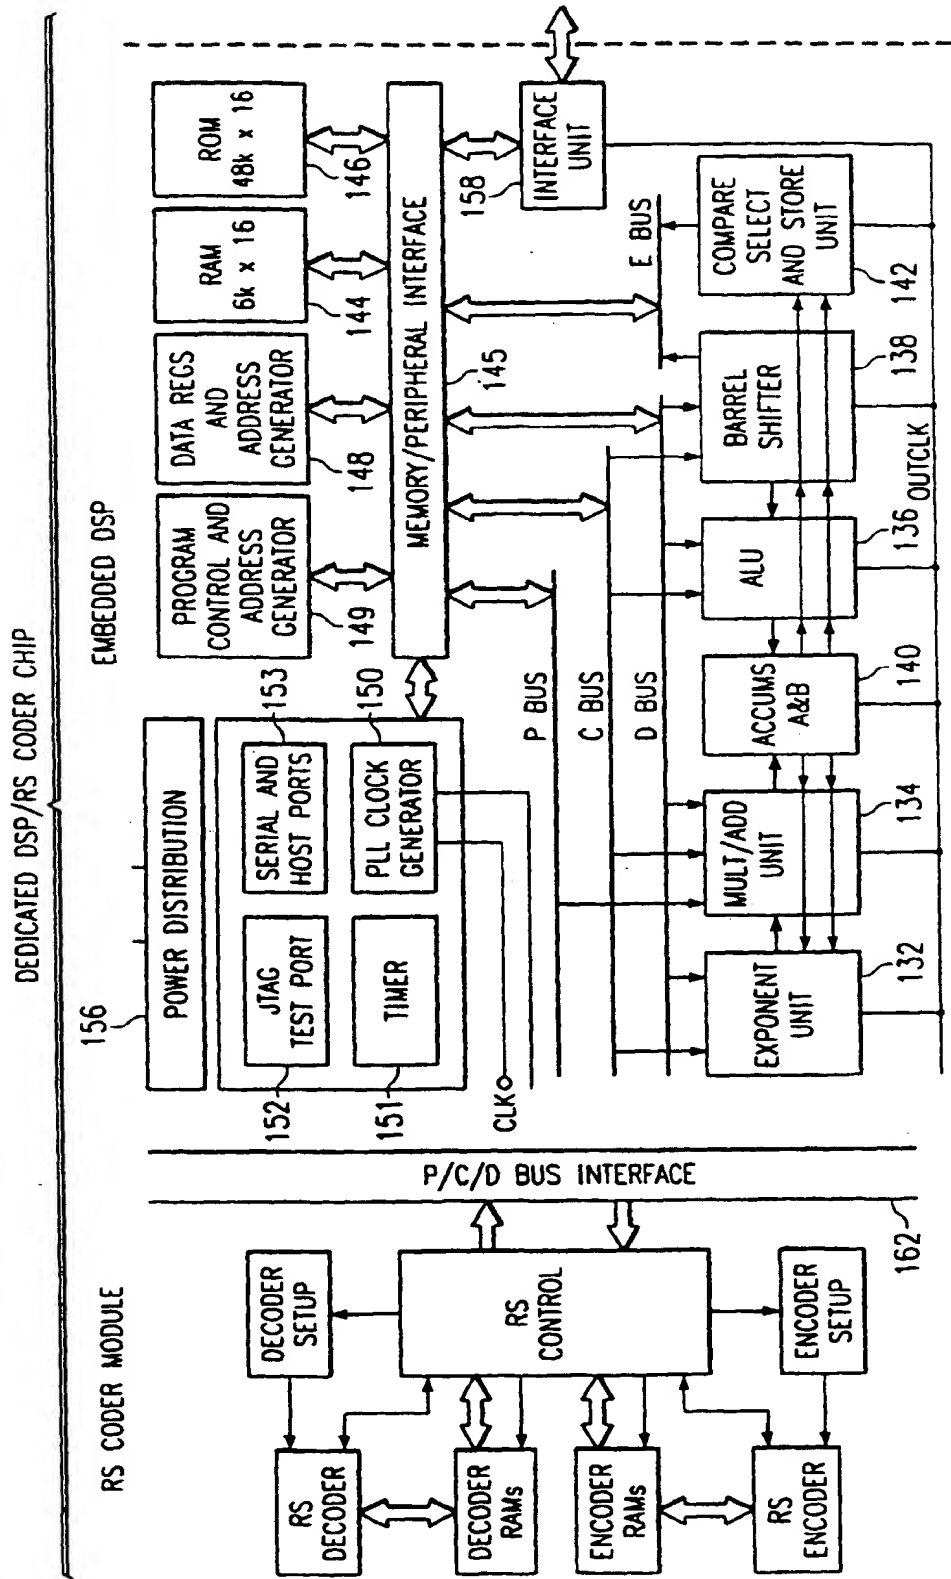 DEDICATED DSP/RS CODER CHIP
RS CODER MODULE
EMBEDDED DSP
156
POWER DISTRIBUTION
JTAG
TEST PORT
152
SERIAL AND
HOST PORTS
153
TIMER
151
PLL CLOCK
GENERATOR
150
CLK
PROGRAM
CONTROL AND
ADDRESS
GENERATOR
149
DATA REGS
AND
ADDRESS
GENERATOR
148
RAM
6k x 16
144
ROM
48k x 16
146
MEMORY/PERIPHERAL INTERFACE
145
158
INTERFACE
UNIT
P BUS
C BUS
D BUS
E BUS
EXPONENT
UNIT
132
MULT/ADD
UNIT
134
ACCUMS
A&B
140
ALU
136
BARREL
SHIFTER
138
COMPARE
SELECT
AND STORE
UNIT
142
OUTCLK
P/C/D BUS INTERFACE
162
DECODER
SETUP
RS
CONTROL
ENCODER
SETUP
RS
DECODER
DECODER
RAMs
ENCODER
RAMs
RS
ENCODER